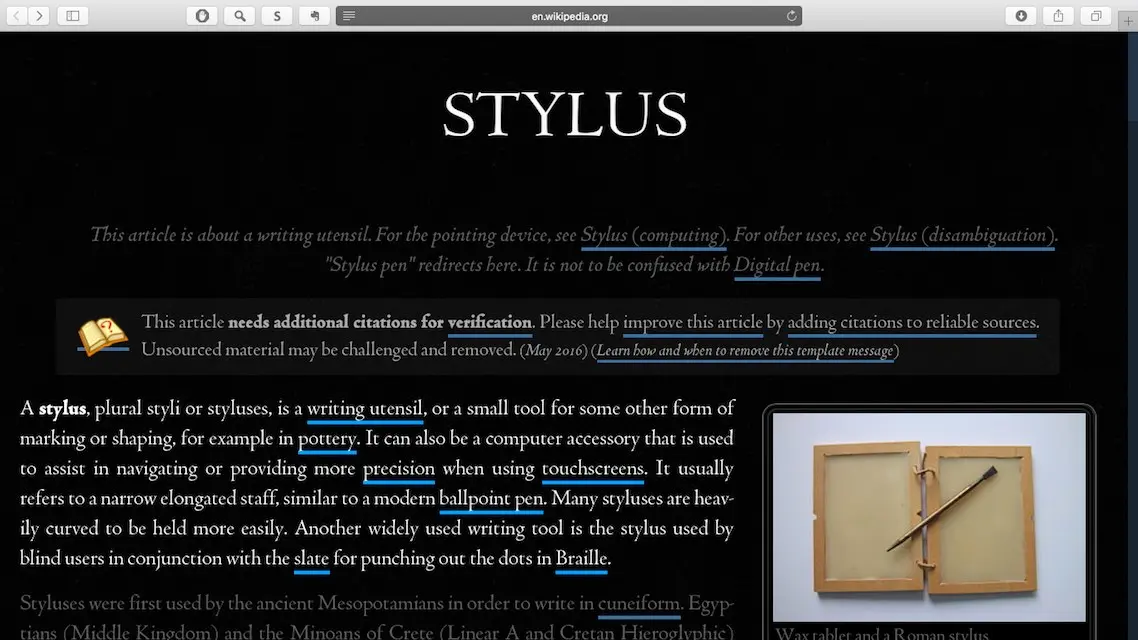 en.wikipedia.org
S
STYLUS
This article is about a writing utensil. For the pointing device, see Stylus (computing). For other uses, see Stylus (disambiguation).
"Stylus pen" redirects here. It is not to be confused with Digital pen.
This article needs additional citations for verification. Please help improve this article by adding citations to reliable sources.
Unsourced material may be challenged and removed. (May 2016) (Learn how and when to remove this template message)
A stylus, plural styli or styluses, is a writing utensil, or a small tool for some other form of
marking or shaping, for example in pottery. It can also be a computer accessory that is used
to assist in navigating or providing more precision when using touchscreens. It usually
refers to a narrow elongated staff, similar to a modern ballpoint pen. Many styluses are heav-
ily curved to be held more easily. Another widely used writing tool is the stylus used by
blind users in conjunction with the slate for punching out the dots in Braille.
Styluses were first used by the ancient Mesopotamians in order to write in cuneiform. Egyp-
tians (Middle Kingdom) and the Minoans of Crete (Linear A and Cretan Hieroglyphic)
Wax tablet and a Roman stylus